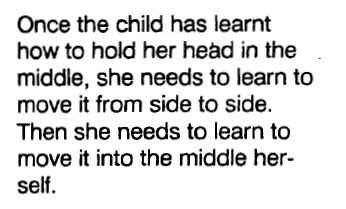 Once the child has learnt
how to hold her head in the
middle, she needs to learn to
move it from side to side.
Then she needs to learn to
move it into the middle her-
self.